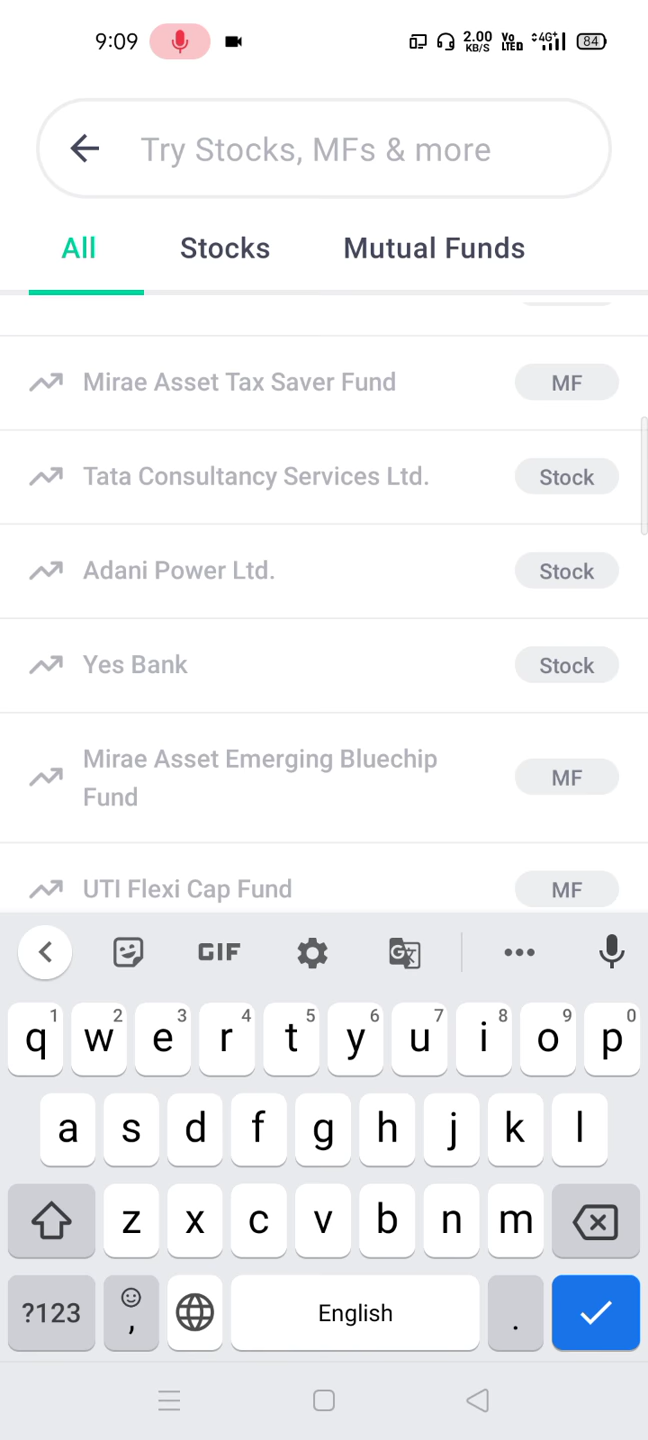 9:09 2.00 KB/S Vo LTED 4G+ 84
Try Stocks, MFs & more
All Stocks Mutual Funds
Mirae Asset Tax Saver Fund MF
Tata Consultancy Services Ltd. Stock
Adani Power Ltd. Stock
Yes Bank Stock
Mirae Asset Emerging Bluechip
Fund MF
UTI Flexi Cap Fund MF
GIF
q1 w2 e3 r4 t5 y6 u7 i8 o9 p0
a s d f g h j k l
z x c v b n m
?123 , English .